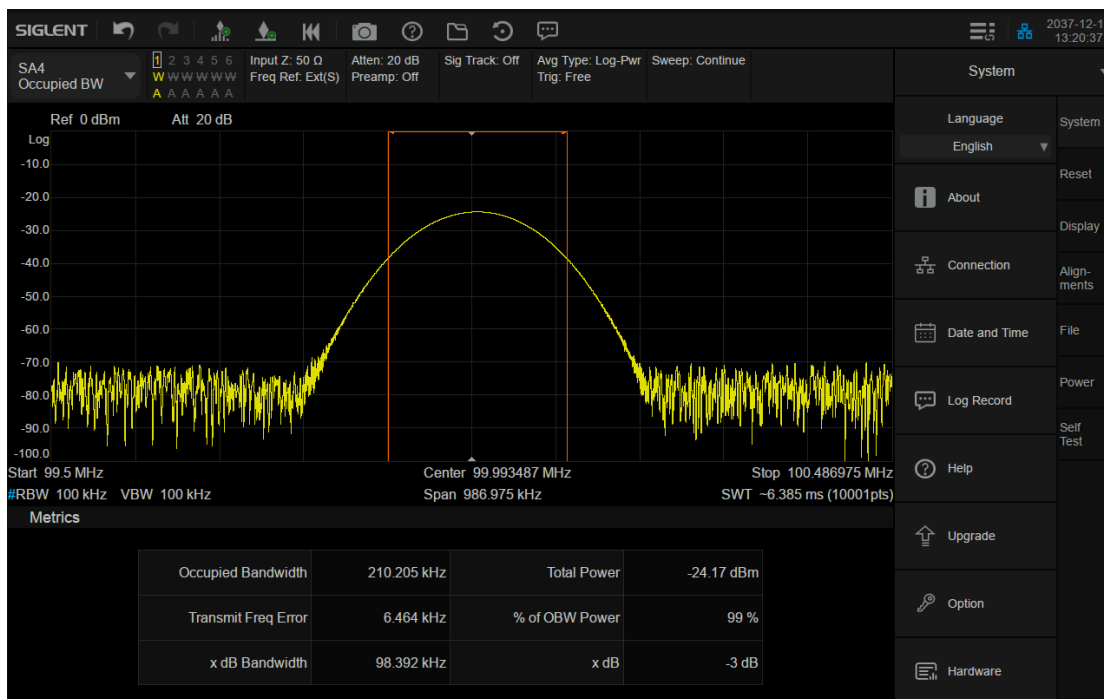 SIGLENT
2037-12-1
13:20:37
SA4
Occupied BW
1 2 3 4 5 6
W W W W W W
A A A A A A
Input Z: 50 Ω
Freq Ref: Ext(S)
Atten: 20 dB
Preamp: Off
Sig Track: Off
Avg Type: Log-Pwr
Trig: Free
Sweep: Continue
Ref 0 dBm Att 20 dB
Log
-10.0
-20.0
-30.0
-40.0
-50.0
-60.0
-70.0
-80.0
-90.0
-100.0
Start 99.5 MHz Center 99.993487 MHz Stop 100.486975 MHz
#RBW 100 kHz VBW 100 kHz Span 986.975 kHz SWT ~6.385 ms (10001pts)
Metrics
Occupied Bandwidth 210.205 kHz Total Power -24.17 dBm
Transmit Freq Error 6.464 kHz % of OBW Power 99 %
x dB Bandwidth 98.392 kHz x dB -3 dB
System
Language
English
About
Connection
Date and Time
Log Record
Help
Upgrade
Option
Hardware
System
Reset
Display
Align-
ments
File
Power
Self
Test